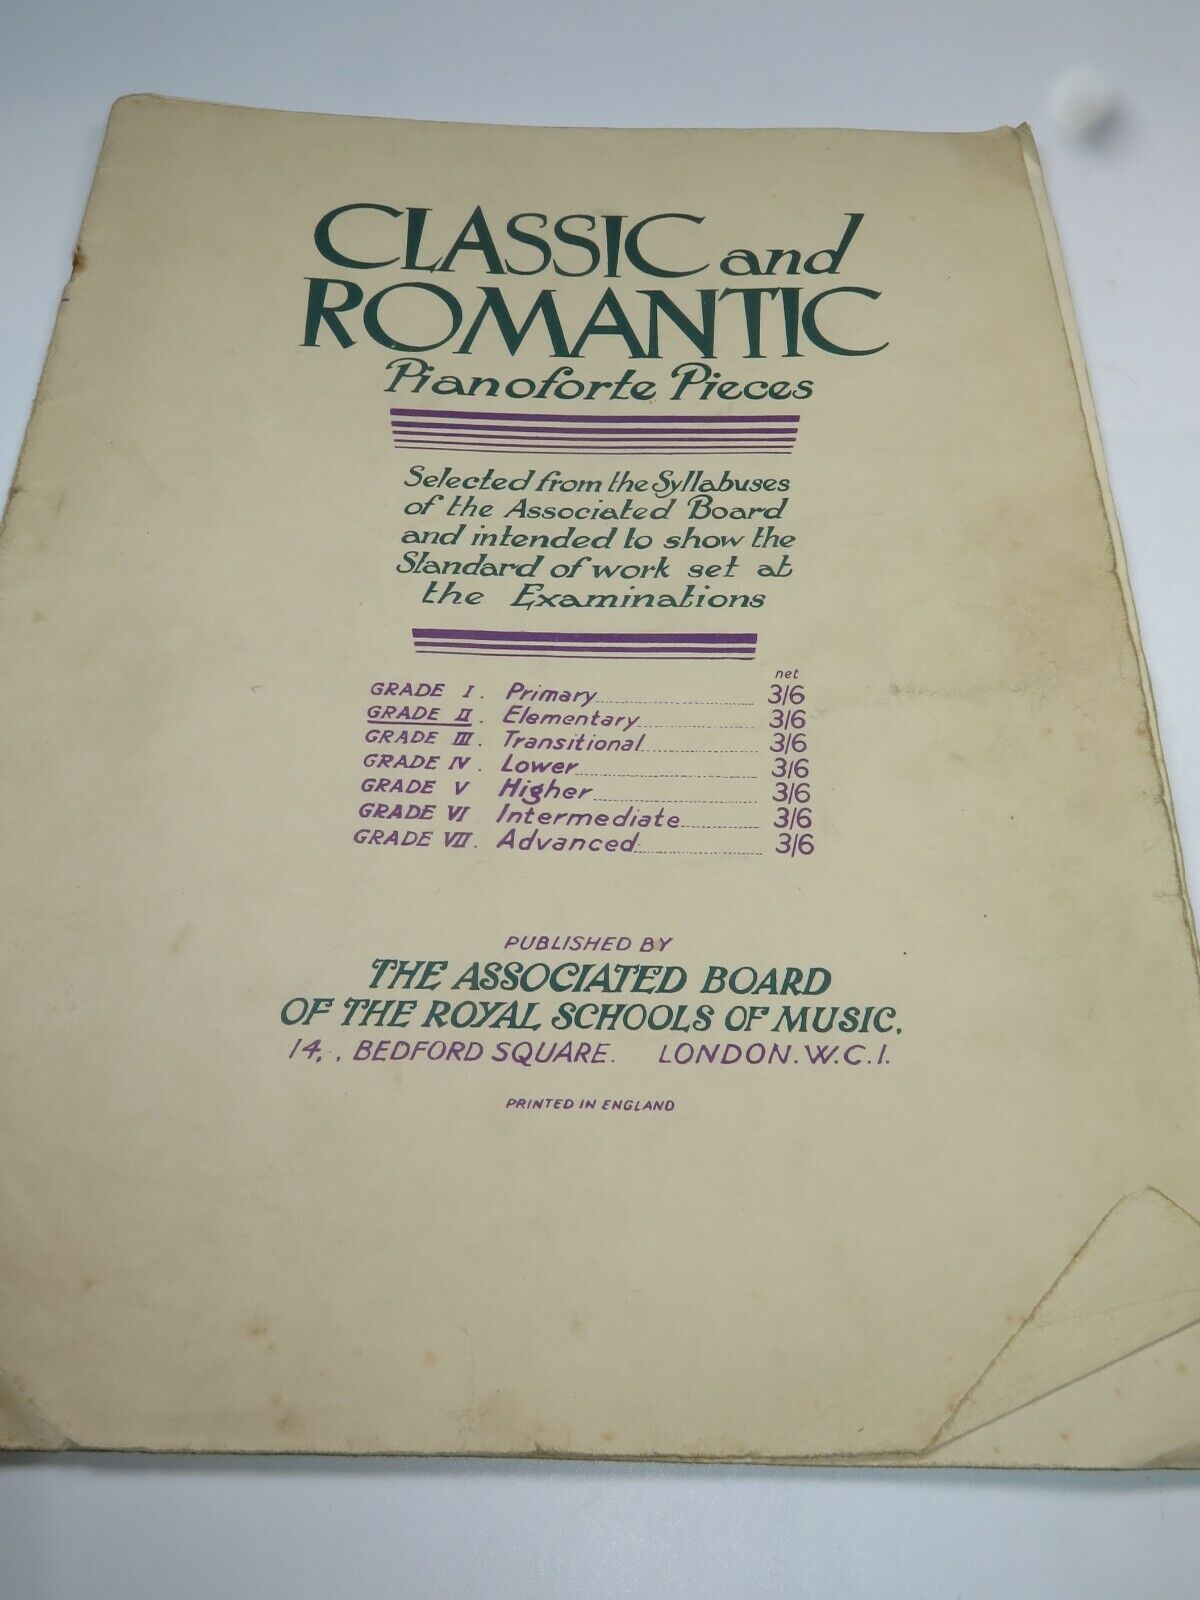 CLASSIC and
ROMANTIC
Pianoforte Pieces
Selected from the Syllabuses
of the Associated Board
and intended to show the
Standard of work set at
the Examinations
net
GRADE I. Primary 3/6
GRADE II. Elementary 3/6
GRADE III. Transitional 3/6
GRADE IV. Lower 3/6
GRADE V Higher 3/6
GRADE VI Intermediate 3/6
GRADE VII. Advanced 3/6
PUBLISHED BY
THE ASSOCIATED BOARD
OF THE ROYAL SCHOOLS OF MUSIC.
14, . BEDFORD SQUARE. LONDON. W.C.1.
PRINTED IN ENGLAND